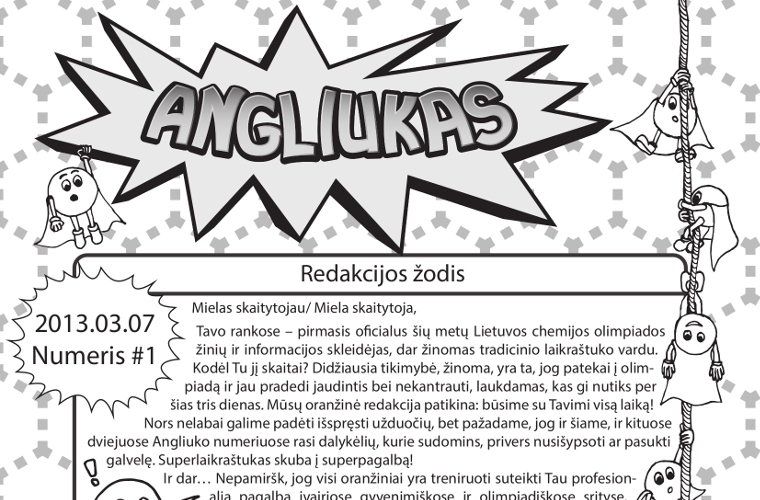 ANGLIUKAS
Redakcijos žodis
2013.03.07
Numeris #1
Mielas skaitytojau/ Miela skaitytoja,
Tavo rankose – pirmasis oficialus šių metų Lietuvos chemijos olimpiados
žinių ir informacijos skleidėjas, dar žinomas tradicinio laikraštuko vardu.
Kodėl Tu jį skaitai? Didžiausia tikimybė, žinoma, yra ta, jog patekai į olim-
piadą ir jau pradedi jaudintis bei nekantrauti, laukdamas, kas gi nutiks per
šias tris dienas. Mūsų oranžinė redakcija patikina: būsime su Tavimi visą laiką!
Nors nelabai galime padėti išspręsti užduočių, bet pažadame, jog ir šiame, ir kituose
dviejuose Angliuko numeriuose rasi dalykėlių, kurie sudomins, privers nusišypsoti ar pasukti
galvelę. Superlaikraštukas skuba į superpagalbą!
Ir dar... Nepamiršk, jog visi oranžiniai yra treniruoti suteikti Tau profesion-
alią pagalbą įvairiose gyvenimiškose ir olimpiadiškose srityse.